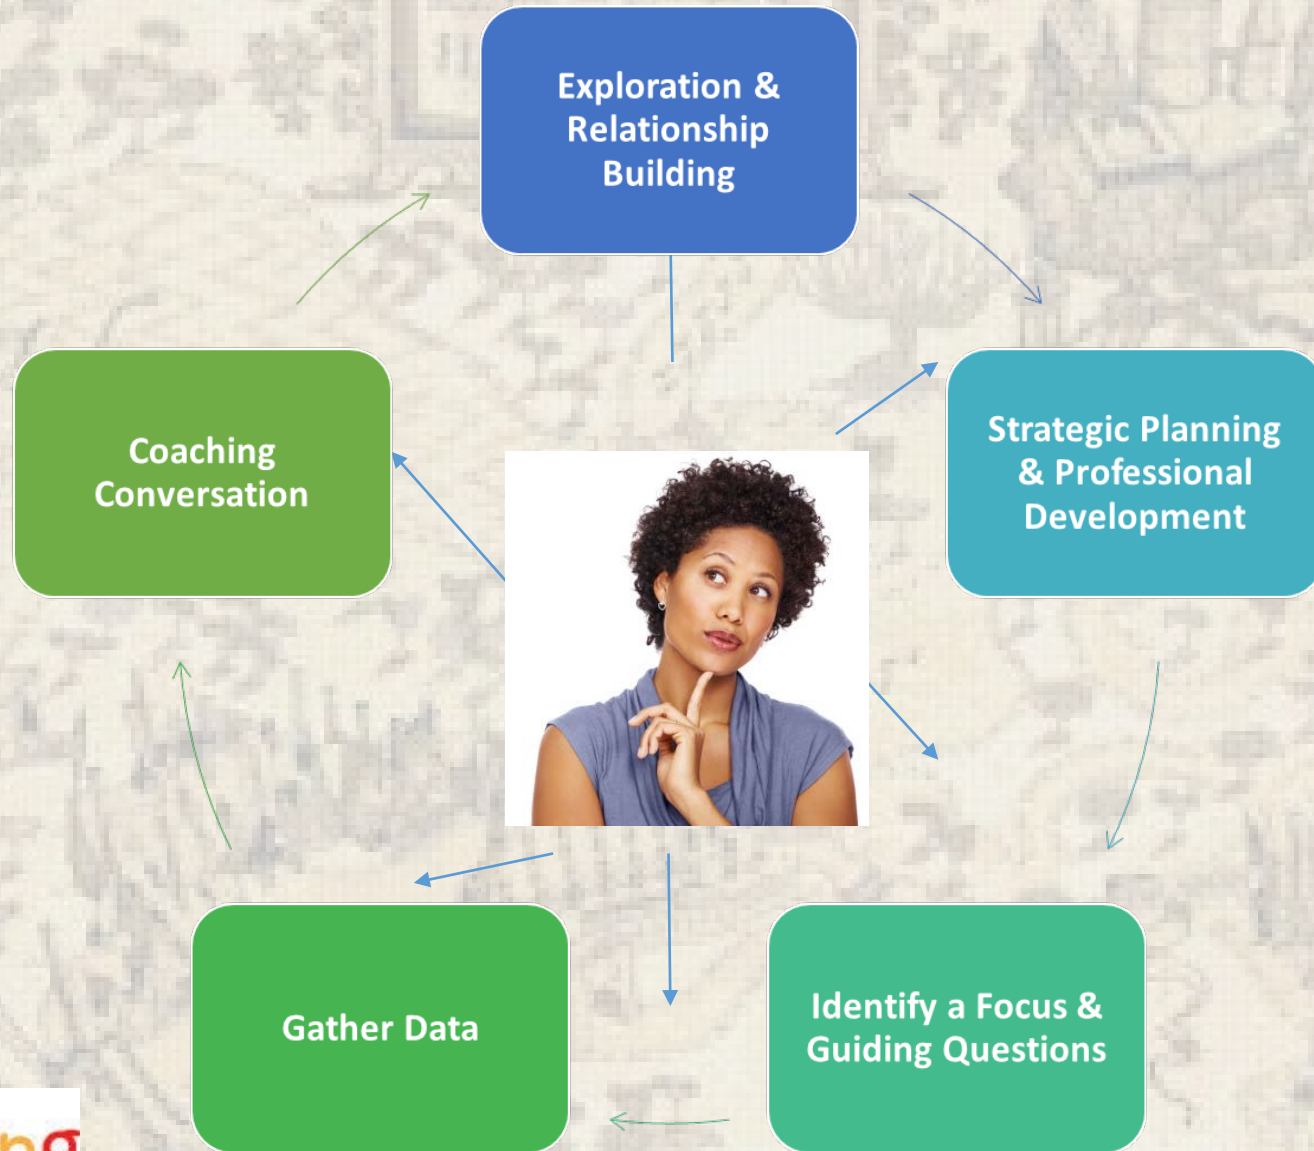 Exploration &
Relationship
Building
Strategic Planning
& Professional
Development
Coaching
Conversation
Identify a Focus &
Guiding Questions
Gather Data